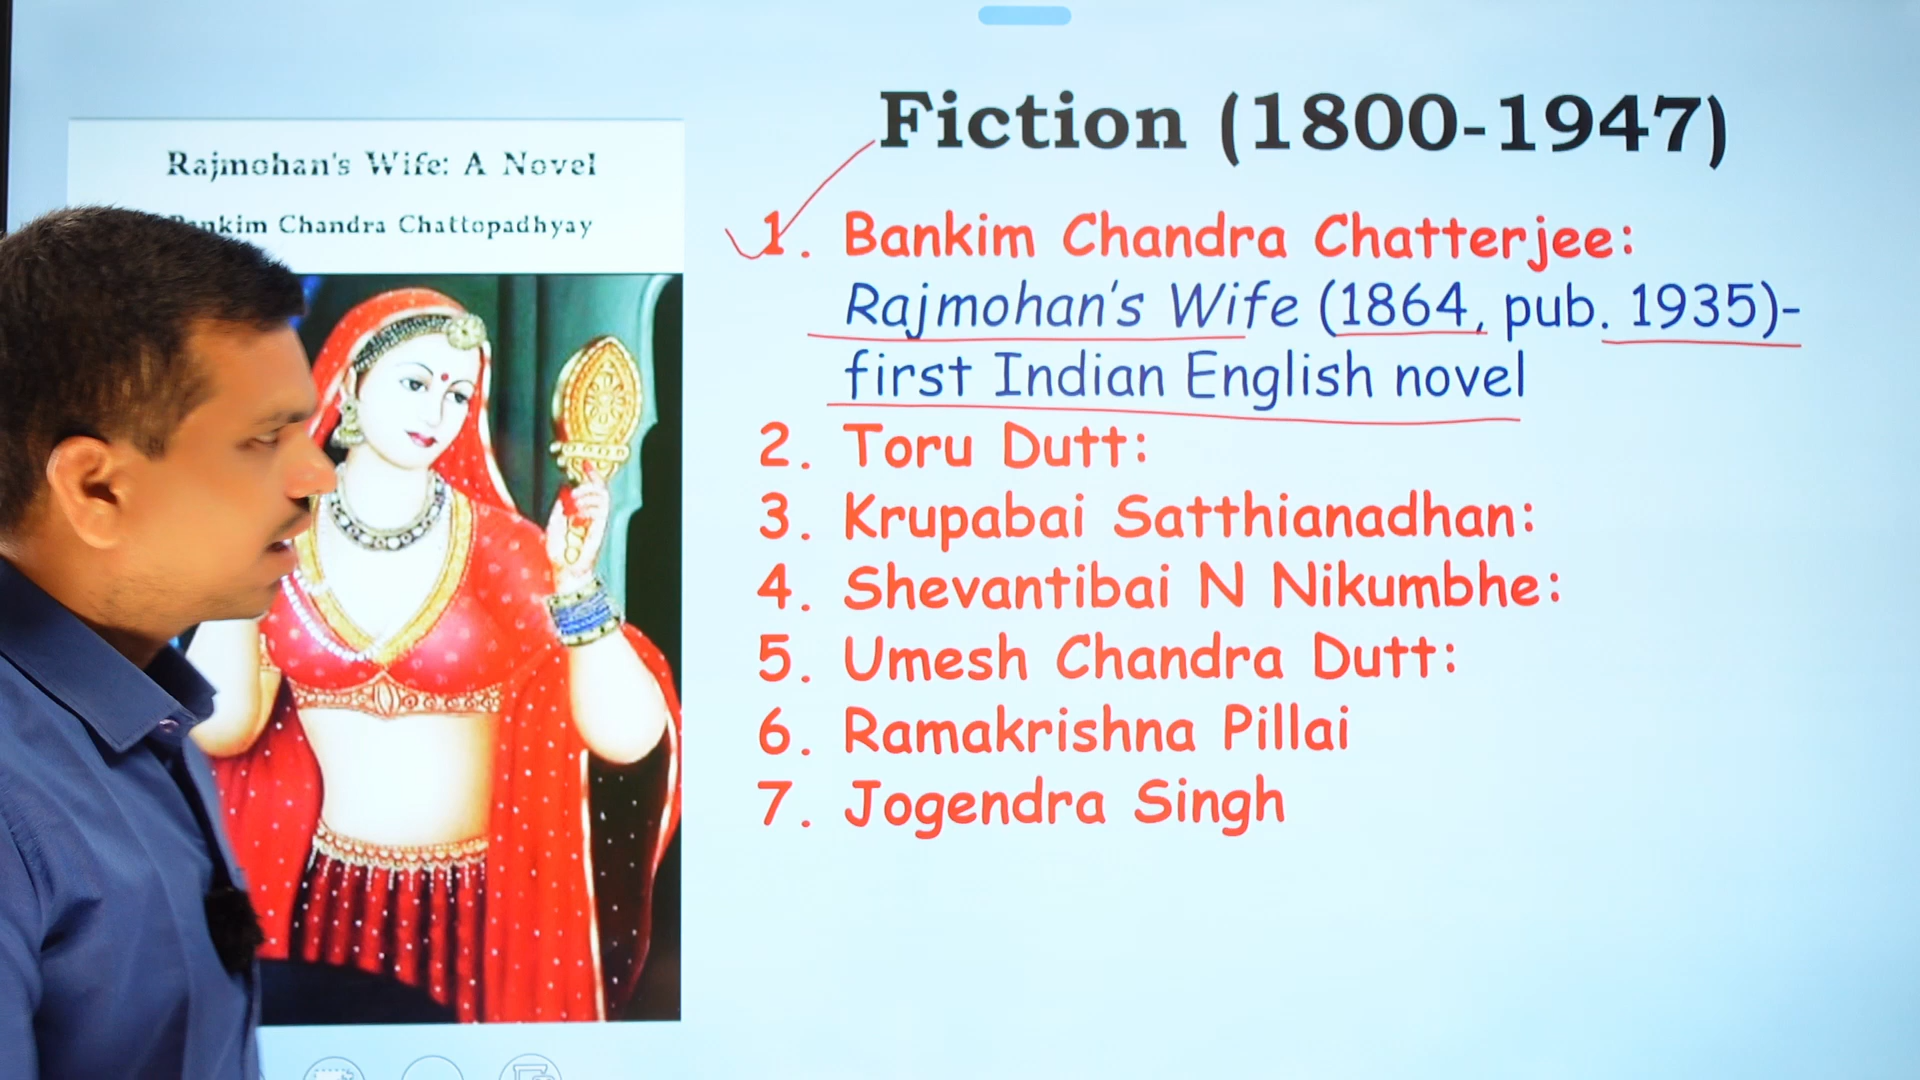 Rajmohan's Wife: A Novel
Chandra Chattopadhyay
Fiction (1800-1947)
1. Bankim Chandra Chatterjee:
Rajmohan's Wife (1864, pub. 1935)-
first Indian English novel
2. Toru Dutt:
3. Krupabai Satthianadhan:
4. Shevantibai N Nikumbhe:
5. Umesh Chandra Dutt:
6. Ramakrishna Pillai
7. Jogendra Singh